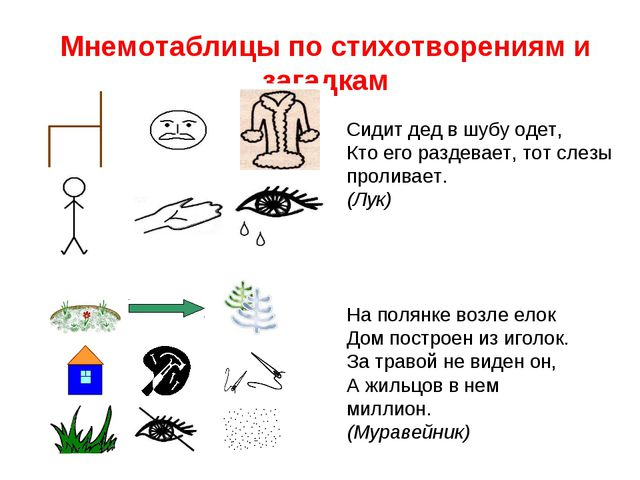 Мнемотаблицы по стихотворениям и
загадкам
Сидит дед в шубу одет,
Кто его раздевает, тот слезы
проливает.
(Лук)
На полянке возле елок
Дом построен из иголок.
За травой не виден он,
А жильцов в нем
миллион.
(Муравейник)